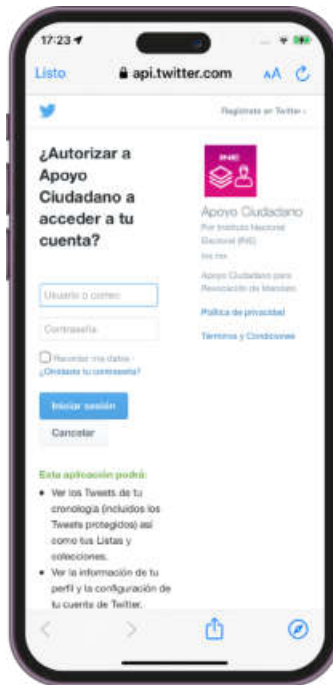 17:23
Listo
api.twitter.com
AA
Regístrate en Twitter ›
¿Autorizar a
Apoyo
Ciudadano a
acceder a tu
cuenta?
INE
Apoyo Ciudadano
Por Instituto Nacional
Electoral (INE)
Apoyo Ciudadano para
Revocación de Mandato
Política de privacidad
Términos y Condiciones
Usuario o correo
Contraseña
Recordar mis datos ·
¿Olvidaste tu contraseña?
Iniciar sesión
Cancelar
Esta aplicación podrá:
• Ver los Tweets de tu
cronología (incluidos los
Tweets protegidos) así
como tus Listas y
colecciones.
• Ver la información de tu
perfil y la configuración de
tu cuenta de Twitter.